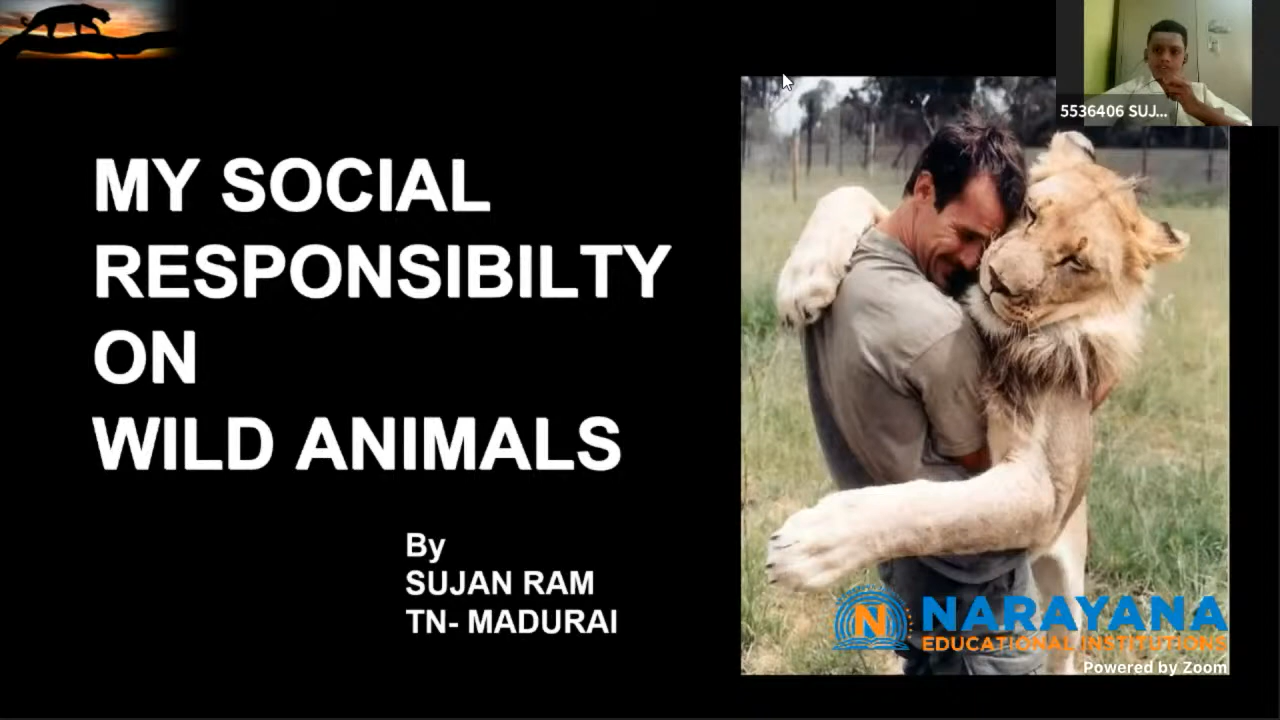 5536406 SUJ...
MY SOCIAL
RESPONSIBILTY
ON
WILD ANIMALS
By
SUJAN RAM
TN- MADURAI
N
NARAYANA
EDUCATIONAL INSTITUTIONS
Powered by Zoom